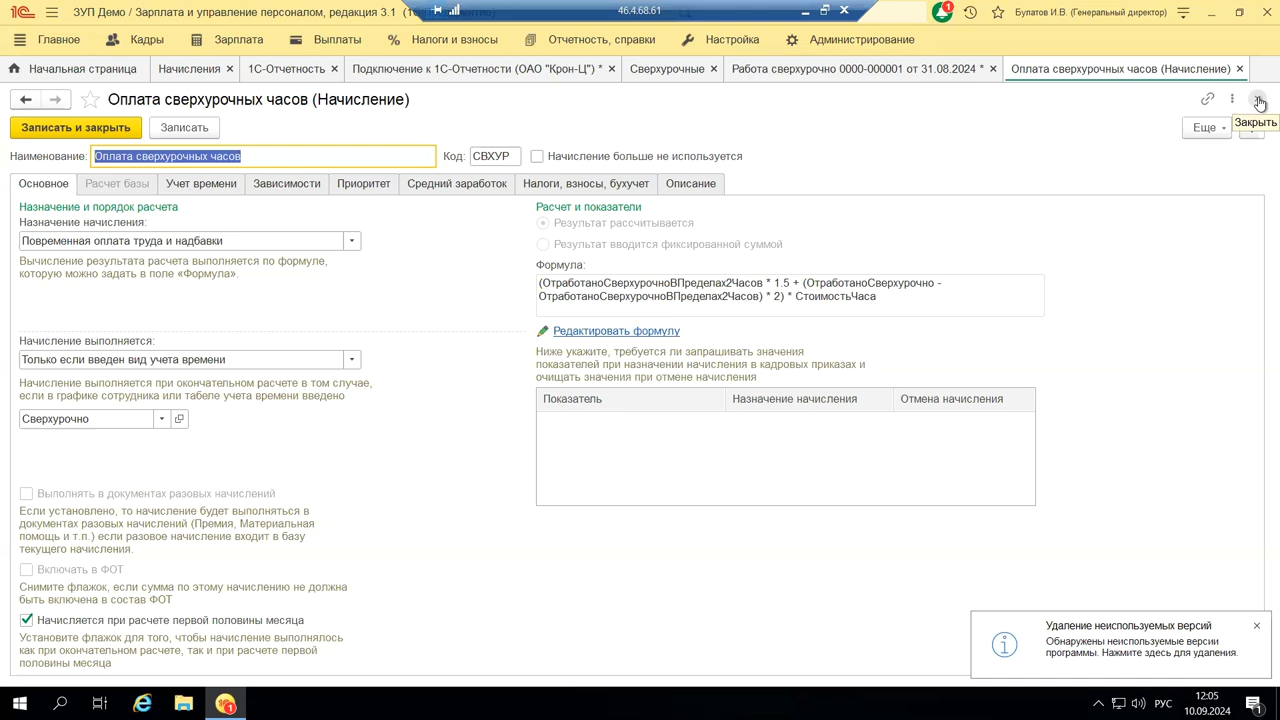 46.4.68.61
ЗУП Демо / Зарплата и управление персоналом, редакция 3.1
Булатов И.В. (Генеральный директор)
1
Главное
Кадры
Зарплата
Выплаты
Налоги и взносы
Отчетность, справки
Настройка
Администрирование
Начальная страница
Начисления
1С-Отчетность
Подключение к 1С-Отчетности (ОАО "Крон-Ц") *
Сверхурочные
Работа сверхурочно 0000-000001 от 31.08.2024 *
Оплата сверхурочных часов (Начисление)
Оплата сверхурочных часов (Начисление)
Закрыть
Записать и закрыть
Записать
Еще
Наименование:
Оплата сверхурочных часов
Код:
СВХУР
Начисление больше не используется
Основное
Расчет базы
Учет времени
Зависимости
Приоритет
Средний заработок
Налоги, взносы, бухучет
Описание
Назначение и порядок расчета
Назначение начисления:
Повременная оплата труда и надбавки
Вычисление результата расчета выполняется по формуле,
которую можно задать в поле «Формула».
Начисление выполняется:
Только если введен вид учета времени
Начисление выполняется при окончательном расчете в том случае,
если в графике сотрудника или табеле учета времени введено
Сверхурочно
Выполнять в документах разовых начислений
Если установлено, то начисление будет выполняться в
документах разовых начислений (Премия, Материальная
помощь и т.п.) если разовое начисление входит в базу
текущего начисления.
Включать в ФОТ
Снимите флажок, если сумма по этому начислению не должна
быть включена в состав ФОТ
Начисляется при расчете первой половины месяца
Установите флажок для того, чтобы начисление выполнялось
как при окончательном расчете, так и при расчете первой
половины месяца
Расчет и показатели
Результат рассчитывается
Результат вводится фиксированной суммой
Формула:
(ОтработаноСверхурочноВПределах2Часов * 1.5 + (ОтработаноСверхурочно -
ОтработаноСверхурочноВПределах2Часов) * 2) * СтоимостьЧаса
Редактировать формулу
Ниже укажите, требуется ли запрашивать значения
показателей при назначении начисления в кадровых приказах и
очищать значения при отмене начисления
Показатель
Назначение начисления
Отмена начисления
Удаление неиспользуемых версий
Обнаружены неиспользуемые версии
программы. Нажмите здесь для удаления.
1
РУС
12:05
10.09.2024
1